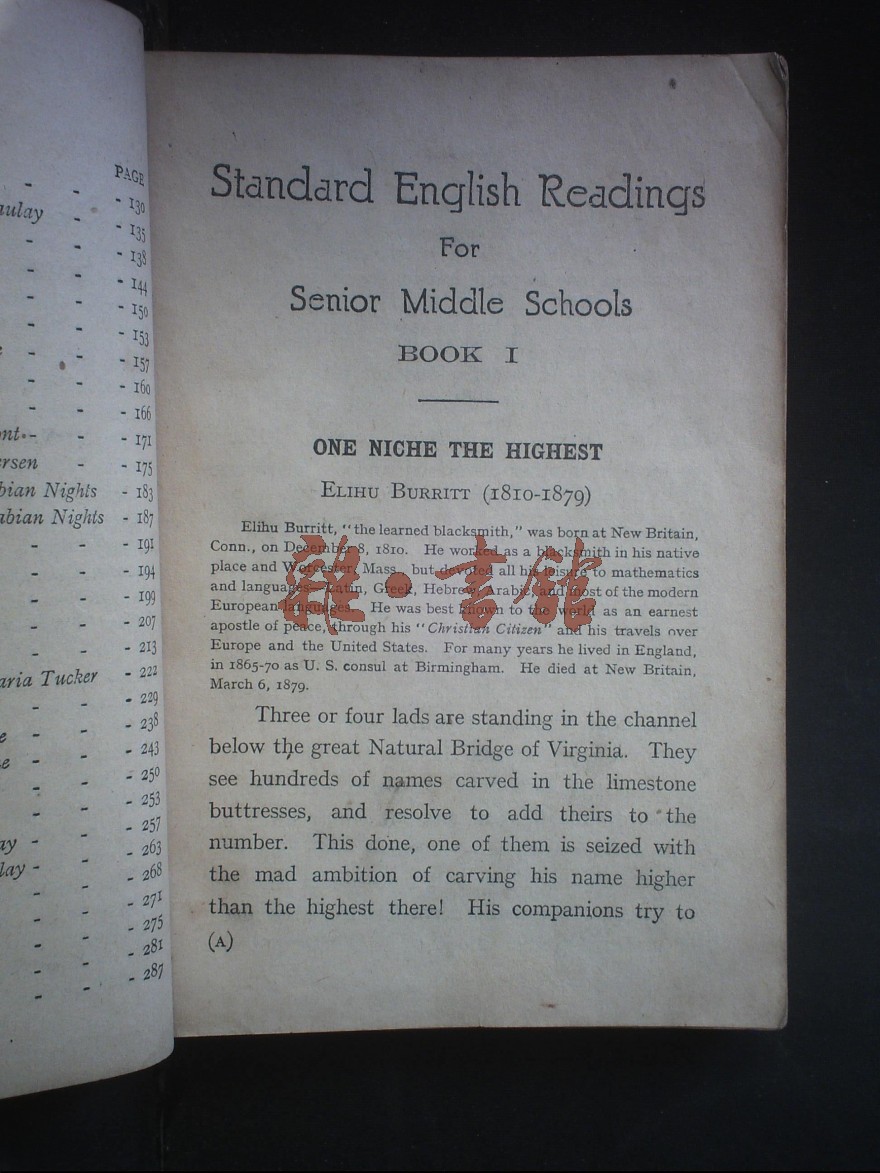 PAGE
- - - 130
aulay - - 135
- - - 138
- - - 144
- - - 150
- - - 153
- - - 157
- - - 160
- - - 166
nt - - - 171
ersen - - 175
bian Nights - 183
abian Nights - 187
- - - 191
- - - 194
- - - 199
- - - 207
- - - 213
aria Tucker - 222
- - - 229
- - - 238
e - - - 243
e - - - 250
- - - 253
- - - 257
ay - - - 263
lay - - - 268
- - - 271
- - - 275
- - - 281
- - - 287
Standard English Readings
For
Senior Middle Schools
BOOK I
ONE NICHE THE HIGHEST
ELIHU BURRITT (1810-1879)
Elihu Burritt, "the learned blacksmith," was born at New Britain,
Conn., on December 8, 1810. He worked as a blacksmith in his native
place and Worcester, Mass., but devoted all his leisure to mathematics
and languages—Latin, Greek, Hebrew, Arabic, and most of the modern
European languages. He was best known to the world as an earnest
apostle of peace, through his "Christian Citizen" and his travels over
Europe and the United States. For many years he lived in England,
in 1865-70 as U. S. consul at Birmingham. He died at New Britain,
March 6, 1879.
雜·書館
Three or four lads are standing in the channel
below the great Natural Bridge of Virginia. They
see hundreds of names carved in the limestone
buttresses, and resolve to add theirs to the
number. This done, one of them is seized with
the mad ambition of carving his name higher
than the highest there! His companions try to
(A)